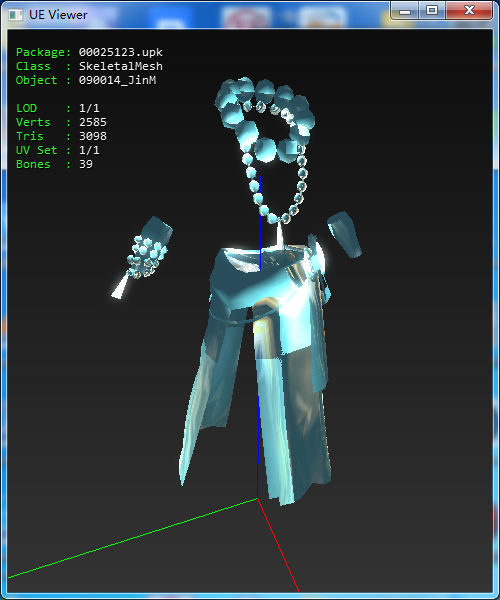 UE Viewer
Package: 00025123.upk
Class : SkeletalMesh
Object : 090014_JinM
LOD : 1/1
Verts : 2585
Tris : 3098
UV Set : 1/1
Bones : 39